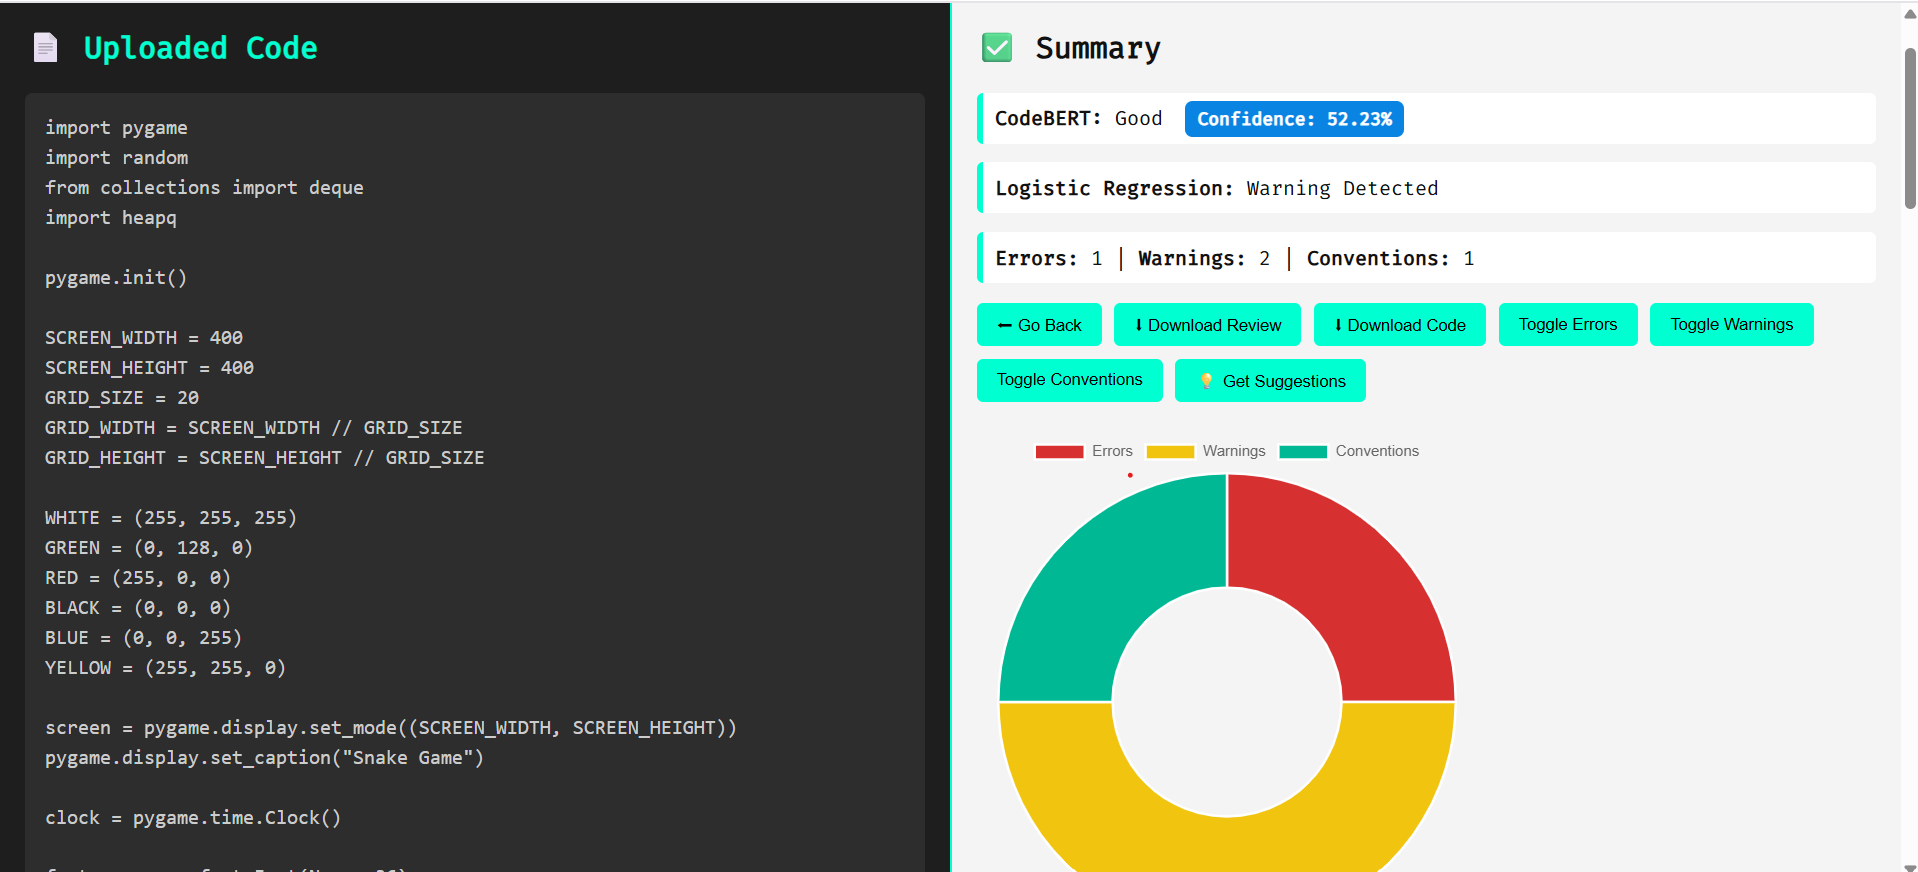 Uploaded Code
import pygame
import random
from collections import deque
import heapq
pygame.init()
SCREEN_WIDTH = 400
SCREEN_HEIGHT = 400
GRID_SIZE = 20
GRID_WIDTH = SCREEN_WIDTH // GRID_SIZE
GRID_HEIGHT = SCREEN_HEIGHT // GRID_SIZE
WHITE = (255, 255, 255)
GREEN = (0, 128, 0)
RED = (255, 0, 0)
BLACK = (0, 0, 0)
BLUE = (0, 0, 255)
YELLOW = (255, 255, 0)
screen = pygame.display.set_mode((SCREEN_WIDTH, SCREEN_HEIGHT))
pygame.display.set_caption("Snake Game")
clock = pygame.time.Clock()
Summary
CodeBERT: Good Confidence: 52.23%
Logistic Regression: Warning Detected
Errors: 1 | Warnings: 2 | Conventions: 1
⬅ Go Back ⬇ Download Review ⬇ Download Code Toggle Errors Toggle Warnings
Toggle Conventions 💡 Get Suggestions
Errors Warnings Conventions